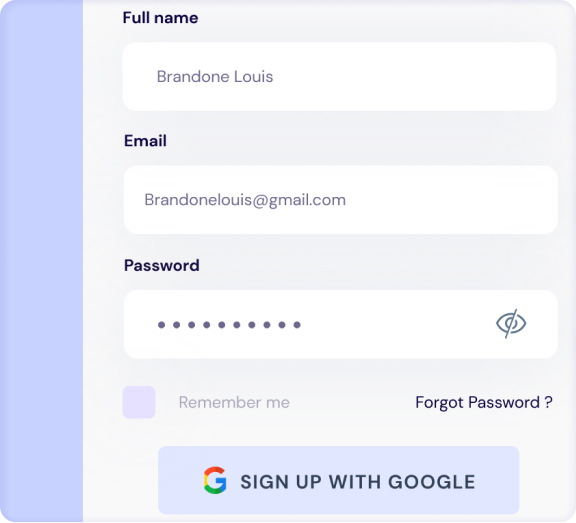 Full name
Brandone Louis
Email
Brandonelouis@gmail.com
Password
Remember me
Forgot Password ?
SIGN UP WITH GOOGLE